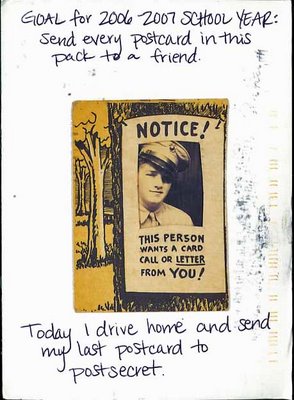 GOAL for 2006-2007 SCHOOL YEAR:
send every postcard in this
pack to a friend.
NOTICE!
THIS PERSON
WANTS A CARD
CALL OR LETTER
FROM YOU!
Today I drive home and send
my last postcard to
postsecret.